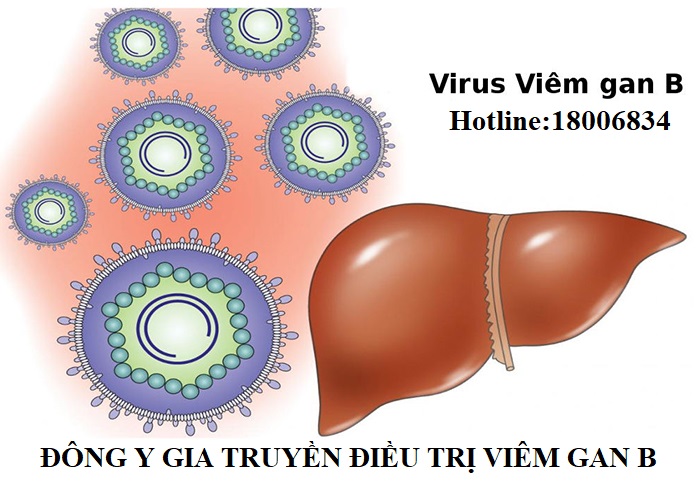 Virus Viêm gan B
Hotline:18006834
ĐÔNG Y GIA TRUYỀN ĐIỀU TRỊ VIÊM GAN B